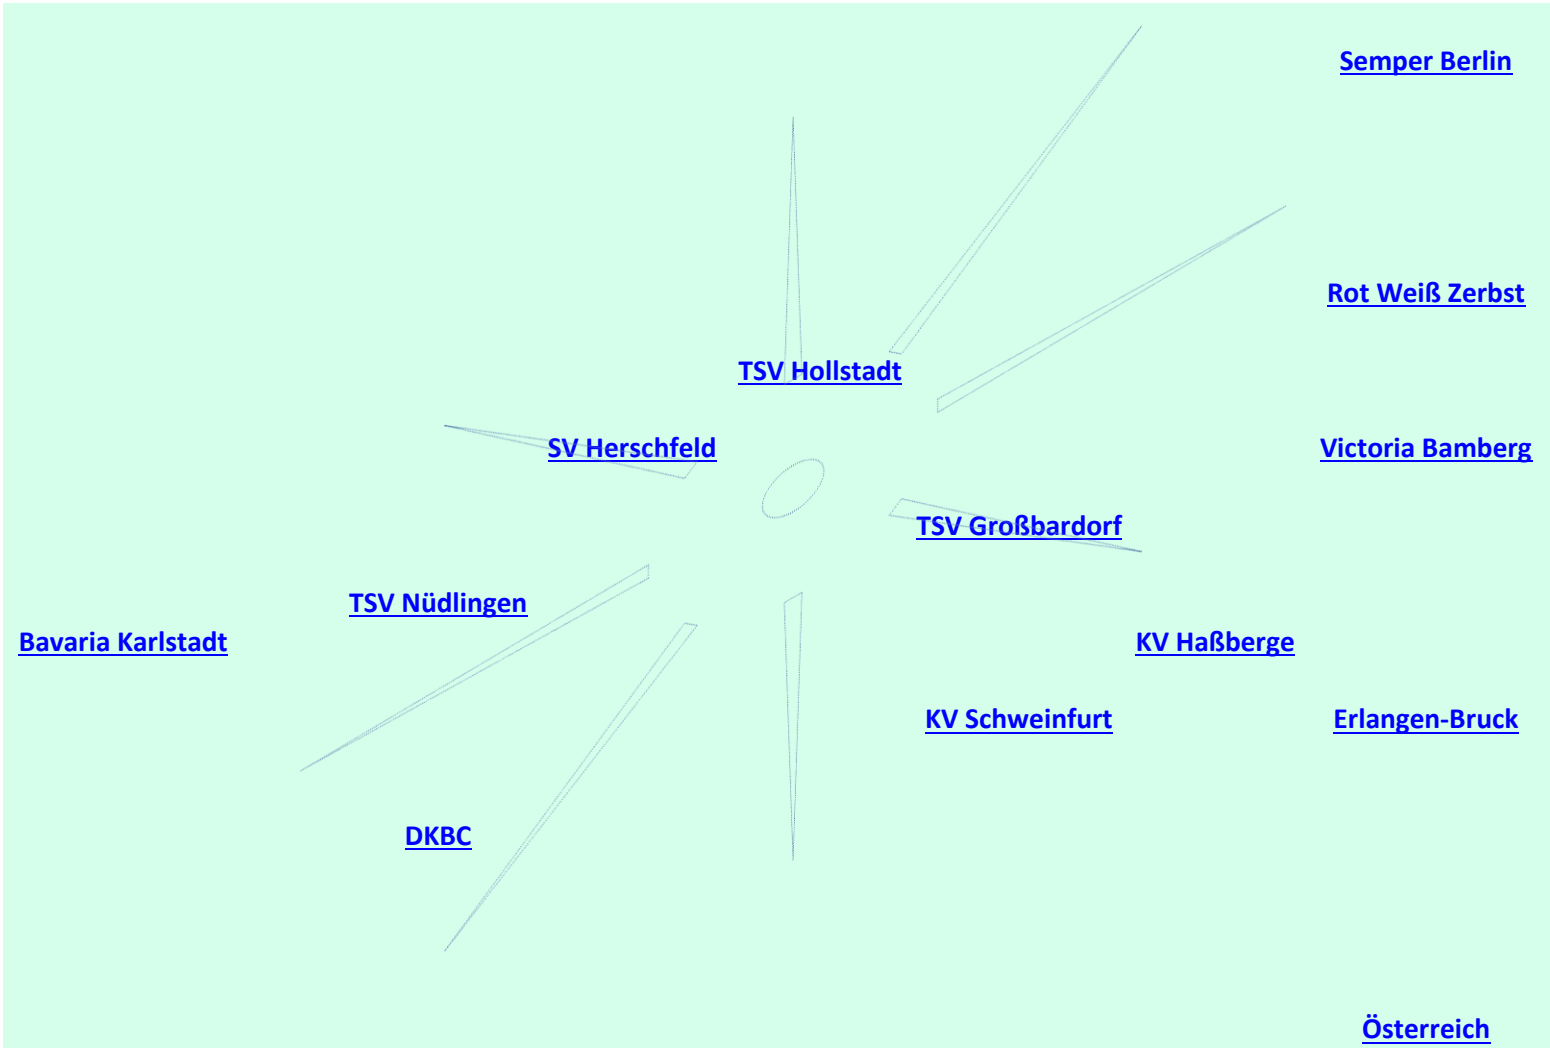 Semper Berlin
Rot Weiß Zerbst
TSV Hollstadt
SV Herschfeld
Victoria Bamberg
TSV Großbardorf
TSV Nüdlingen
Bavaria Karlstadt
KV Haßberge
KV Schweinfurt
Erlangen-Bruck
DKBC
Österreich